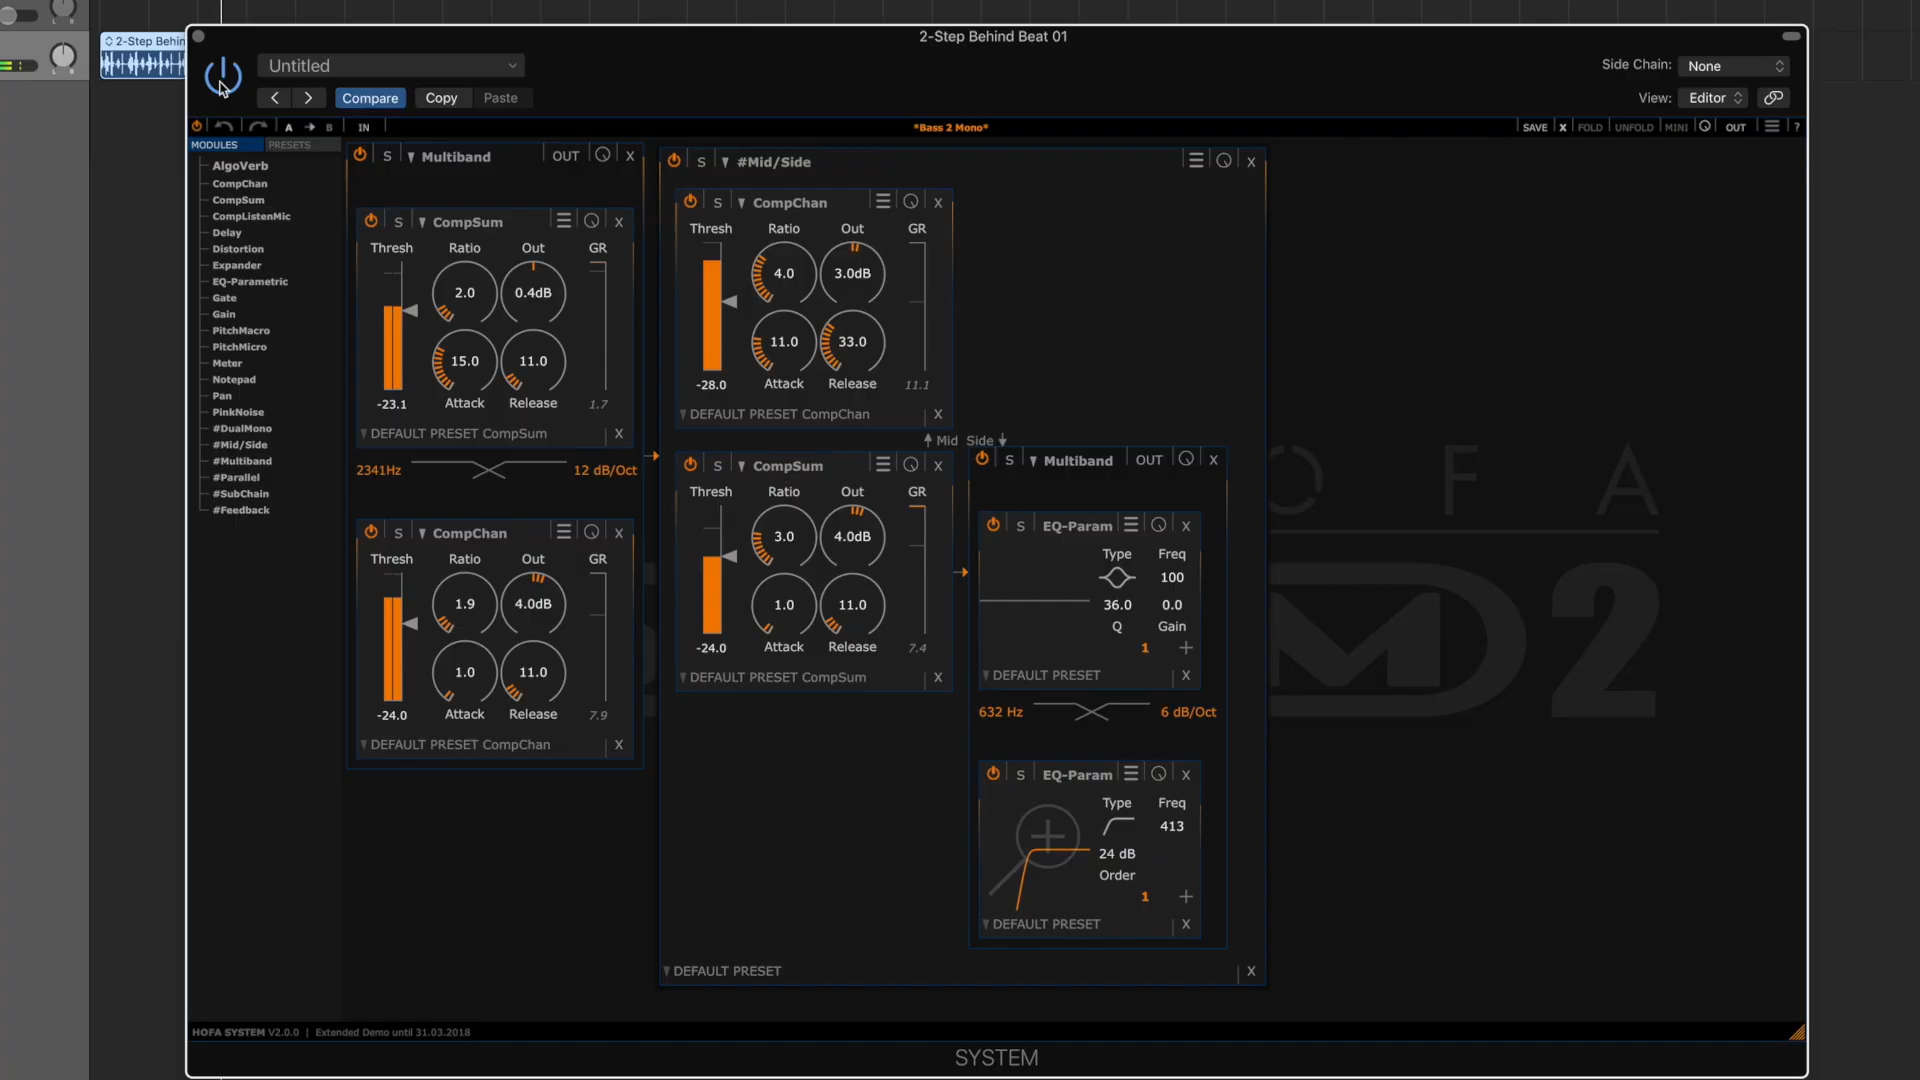 L R
L R
2-Step Behin
2-Step Behind Beat 01
Untitled
Side Chain: None
Compare Copy Paste
View: Editor
A B IN
*Bass 2 Mono*
SAVE X FOLD UNFOLD MINI OUT ?
MODULES PRESETS
AlgoVerb
CompChan
CompSum
CompListenMic
Delay
Distortion
Expander
EQ-Parametric
Gate
Gain
PitchMacro
PitchMicro
Meter
Notepad
Pan
PinkNoise
#DualMono
#Mid/Side
#Multiband
#Parallel
#SubChain
#Feedback
S Multiband OUT X
S CompSum X
Thresh Ratio Out GR
2.0 0.4dB
15.0 11.0
-23.1 Attack Release 1.7
DEFAULT PRESET CompSum X
2341Hz 12 dB/Oct
S CompChan X
Thresh Ratio Out GR
1.9 4.0dB
1.0 11.0
-24.0 Attack Release 7.9
DEFAULT PRESET CompChan X
S #Mid/Side X
S CompChan X
Thresh Ratio Out GR
4.0 3.0dB
11.0 33.0
-28.0 Attack Release 11.1
DEFAULT PRESET CompChan X
Mid Side
S CompSum X
Thresh Ratio Out GR
3.0 4.0dB
1.0 11.0
-24.0 Attack Release 7.4
DEFAULT PRESET CompSum X
S Multiband OUT X
S EQ-Param X
Type Freq
100
36.0 0.0
Q Gain
1
DEFAULT PRESET X
632 Hz 6 dB/Oct
S EQ-Param X
Type Freq
413
24 dB
Order
1
DEFAULT PRESET X
DEFAULT PRESET X
O F A
M 2
HOFA SYSTEM V2.0.0 | Extended Demo until 31.03.2018
SYSTEM